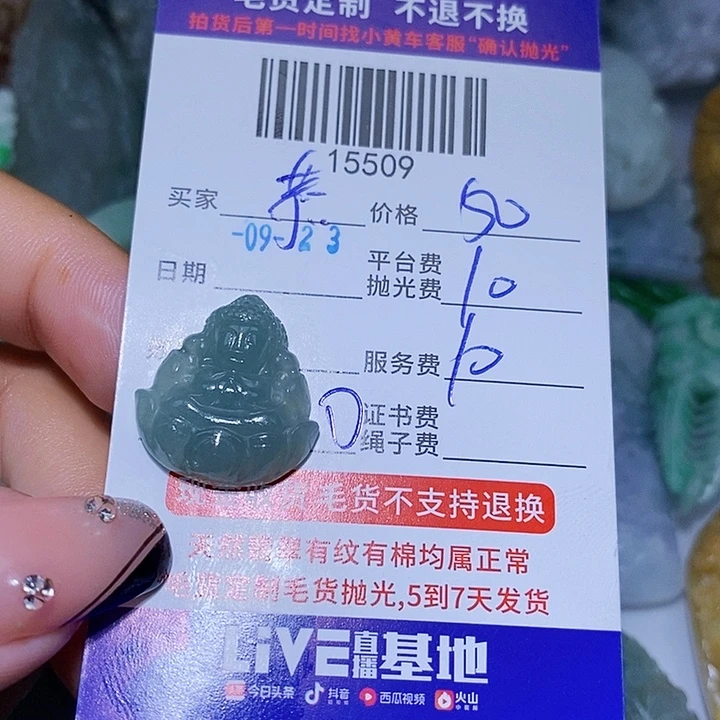 毛货定制 不退不换
拍货后第一时间找小黄车客服“确认抛光”
15509
买家 价格 50
-09- 23
日期 平台费
抛光费 10
服务费 10
证书费
绳子费
毛货不支持退换
天然翡翠有纹有棉均属正常
毛货定制毛货抛光,5到7天发货
LiVE直播基地
今日头条 抖音 西瓜视频 火山